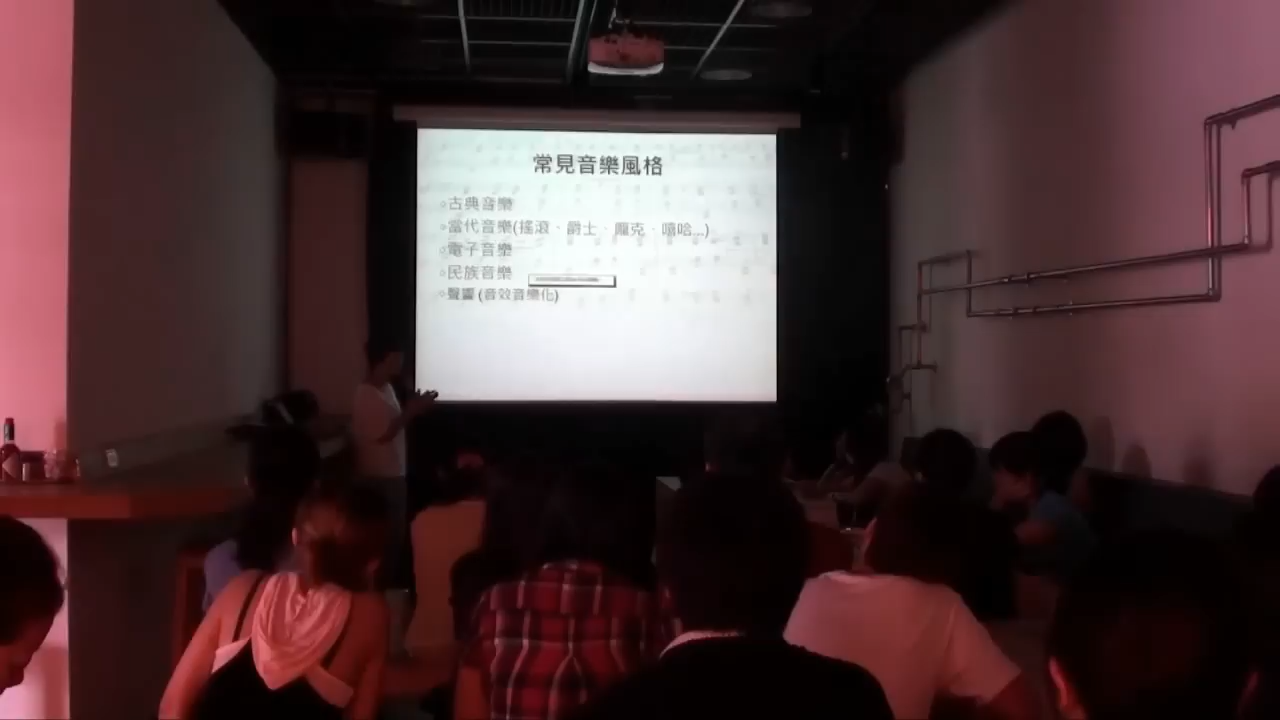 常見音樂風格
◦古典音樂
◦當代音樂(搖滾、爵士、龐克、嘻哈...)
◦電子音樂
◦民族音樂
◦聲響(音效音樂化)